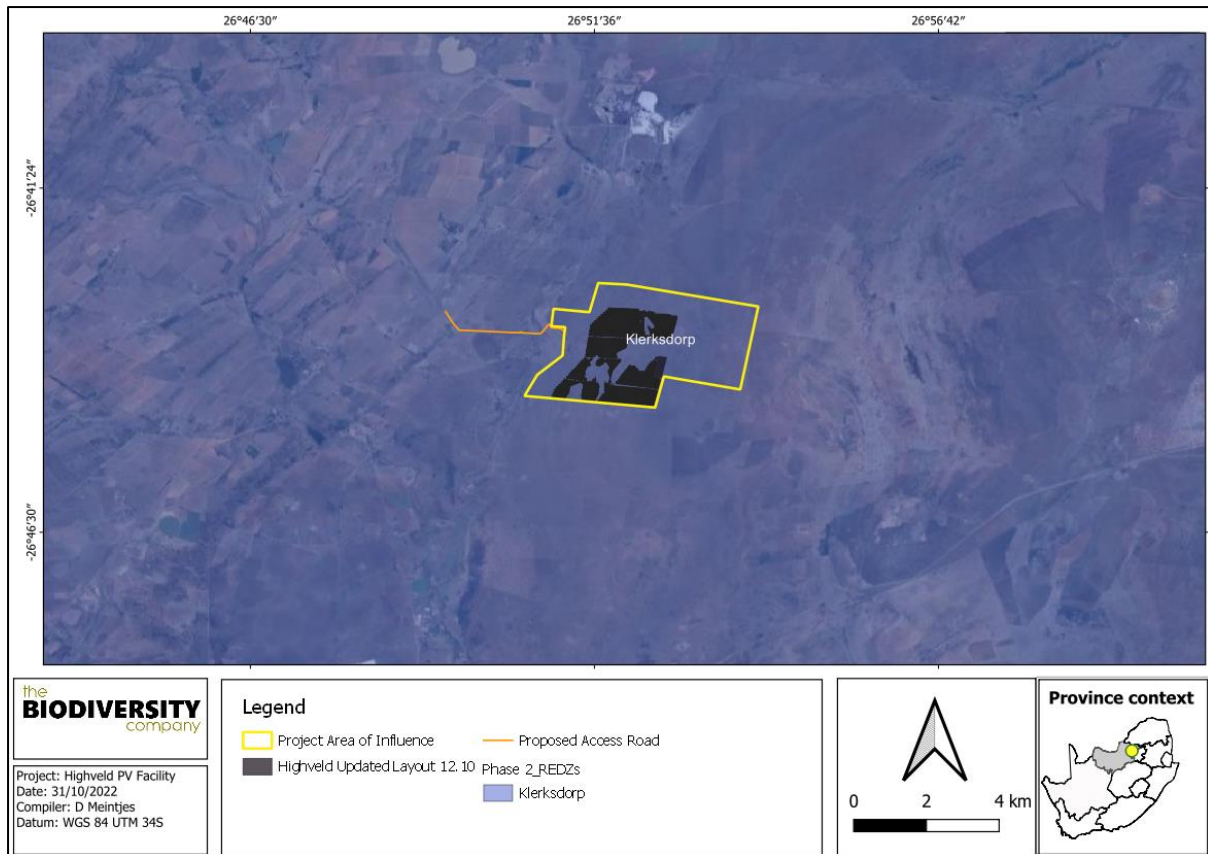 26°46'30"
26°51'36"
26°56'42"
-26°41'24"
-26°46'30"
Klerksdorp
the
BIODIVERSITY
company
Project: Highveld PV Facility
Date: 31/10/2022
Compiler: D Meintjes
Datum: WGS 84 UTM 34S
Legend
Project Area of Influence
Highveld Updated Layout 12.10
Proposed Access Road
Phase 2_REDZs
Klerksdorp
0 2 4 km
Province context